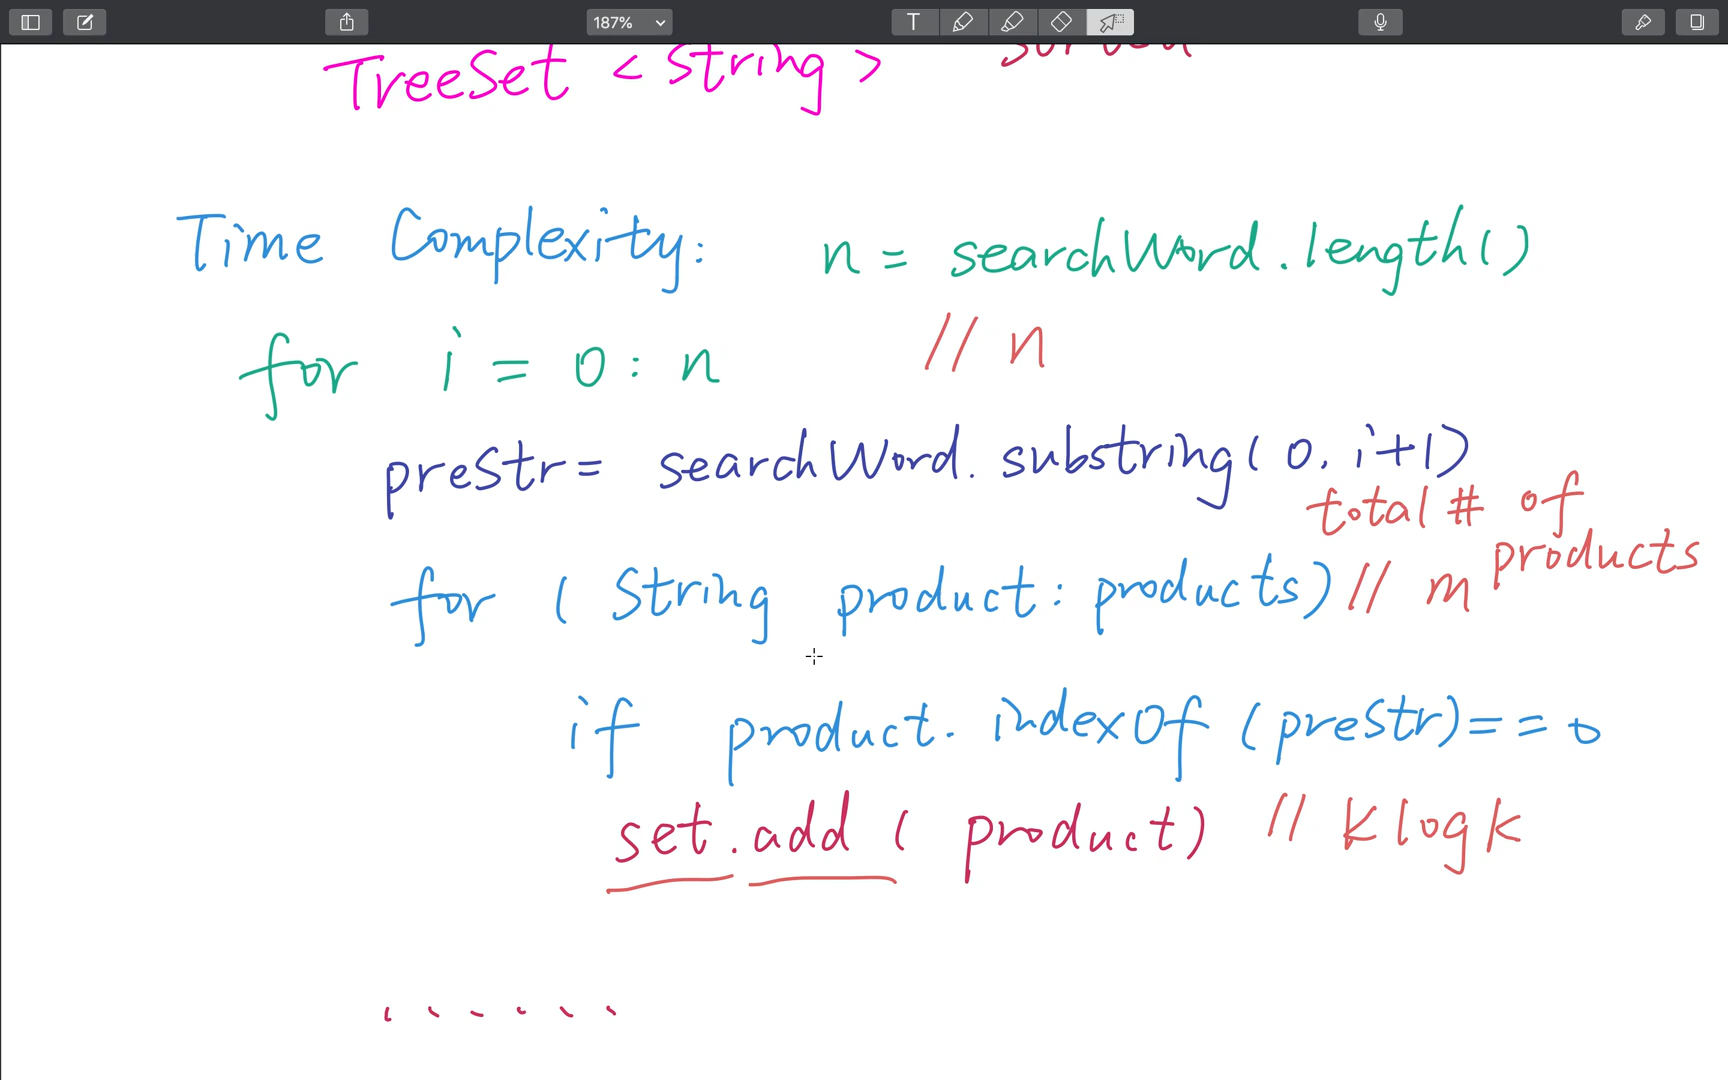 187%
T
TreeSet <String> sorted
Time Complexity: n = searchWord.length()
for i = 0 : n // n
preStr = searchWord.substring(0, i+1)
total # of
products
for ( String product : products) // m
if product.indexOf (preStr) == 0
set.add ( product) // klogk
......